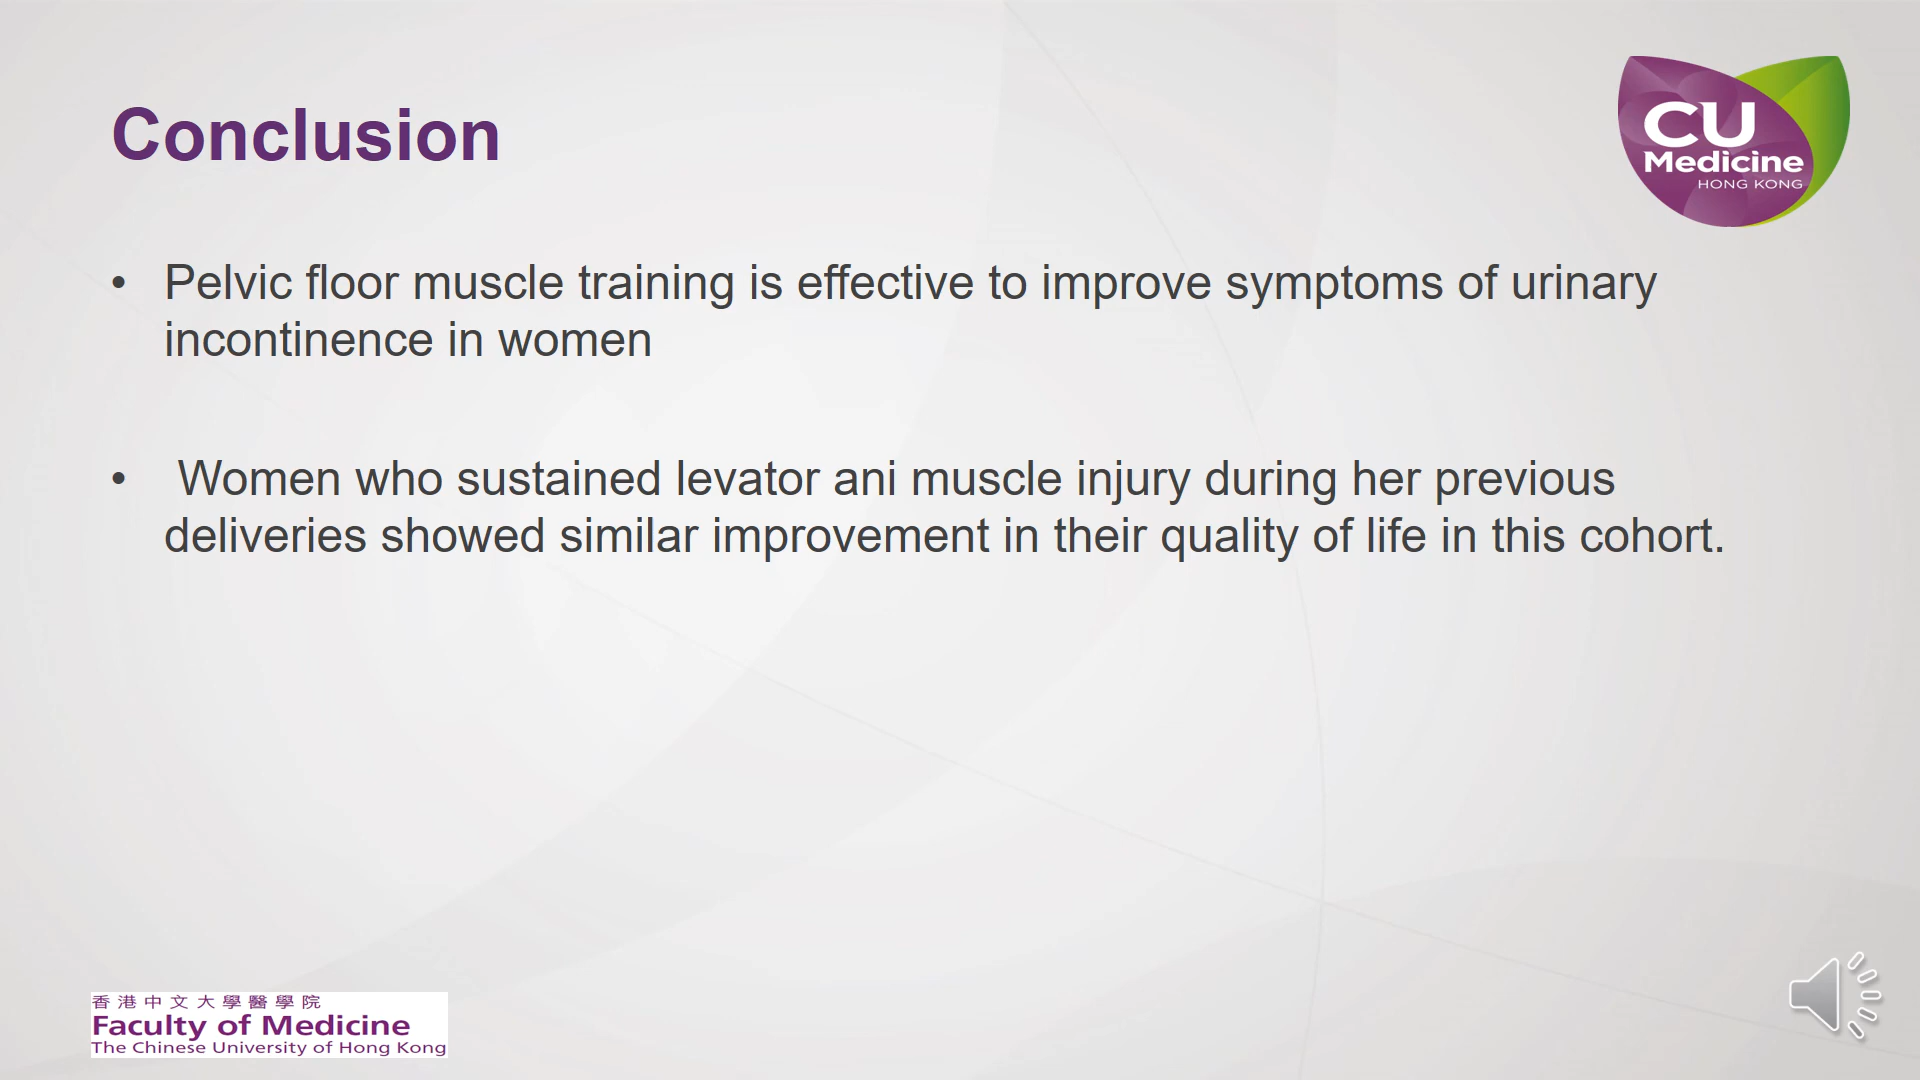 Conclusion
CU
Medicine
HONG KONG
• Pelvic floor muscle training is effective to improve symptoms of urinary
incontinence in women
• Women who sustained levator ani muscle injury during her previous
deliveries showed similar improvement in their quality of life in this cohort.
香港中文大學醫學院
Faculty of Medicine
The Chinese University of Hong Kong